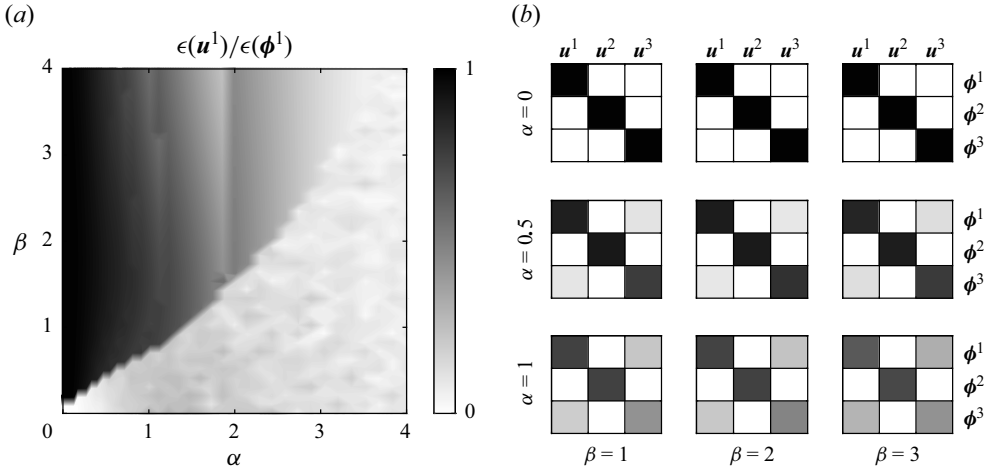 (a)
ϵ(u¹)/ϵ(ϕ¹)
4
3
2
1
0
β
1
2
3
4
α
1
0
(b)
u¹ u² u³ u¹ u² u³ u¹ u² u³
α = 0
ϕ¹
ϕ²
ϕ³
α = 0.5
ϕ¹
ϕ²
ϕ³
α = 1
ϕ¹
ϕ²
ϕ³
β = 1 β = 2 β = 3